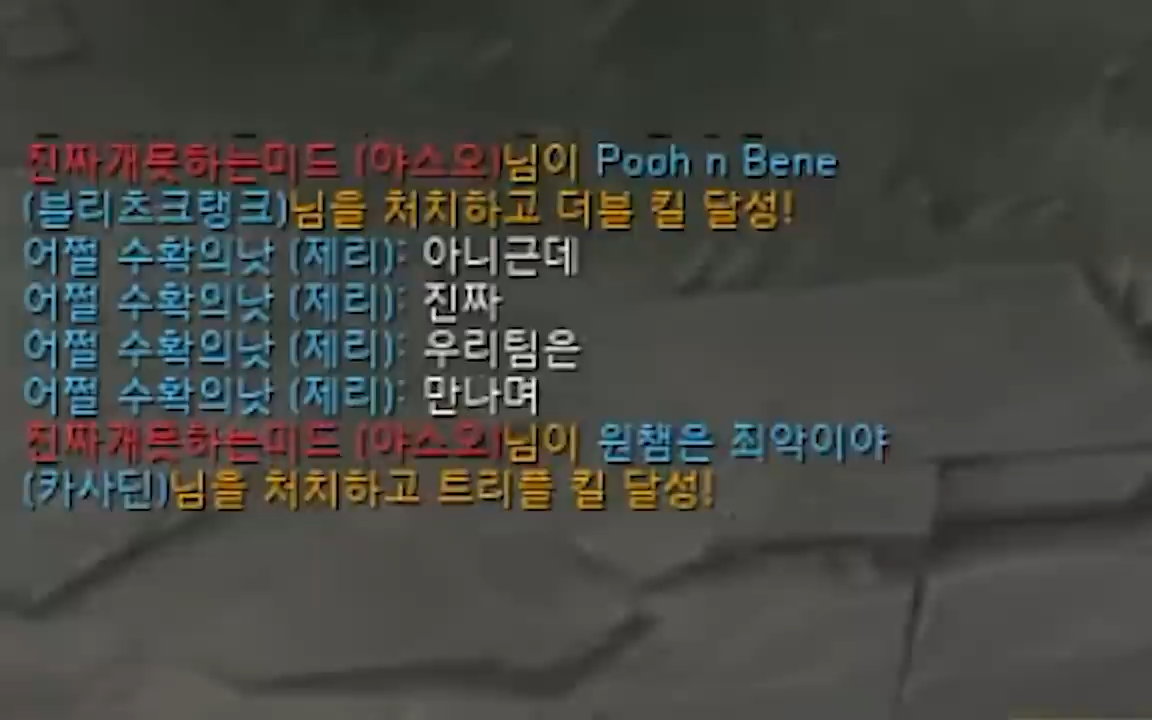 진짜개못하는미드 (야스오)님이 Pooh n Bene
(블리츠크랭크)님을 처치하고 더블 킬 달성!
어쩔 수확의낫 (제리): 아니근데
어쩔 수확의낫 (제리): 진짜
어쩔 수확의낫 (제리): 우리팀은
어쩔 수확의낫 (제리): 만나며
진짜개못하는미드 (야스오)님이 원챔은 죄악이야
(카사딘)님을 처치하고 트리플 킬 달성!